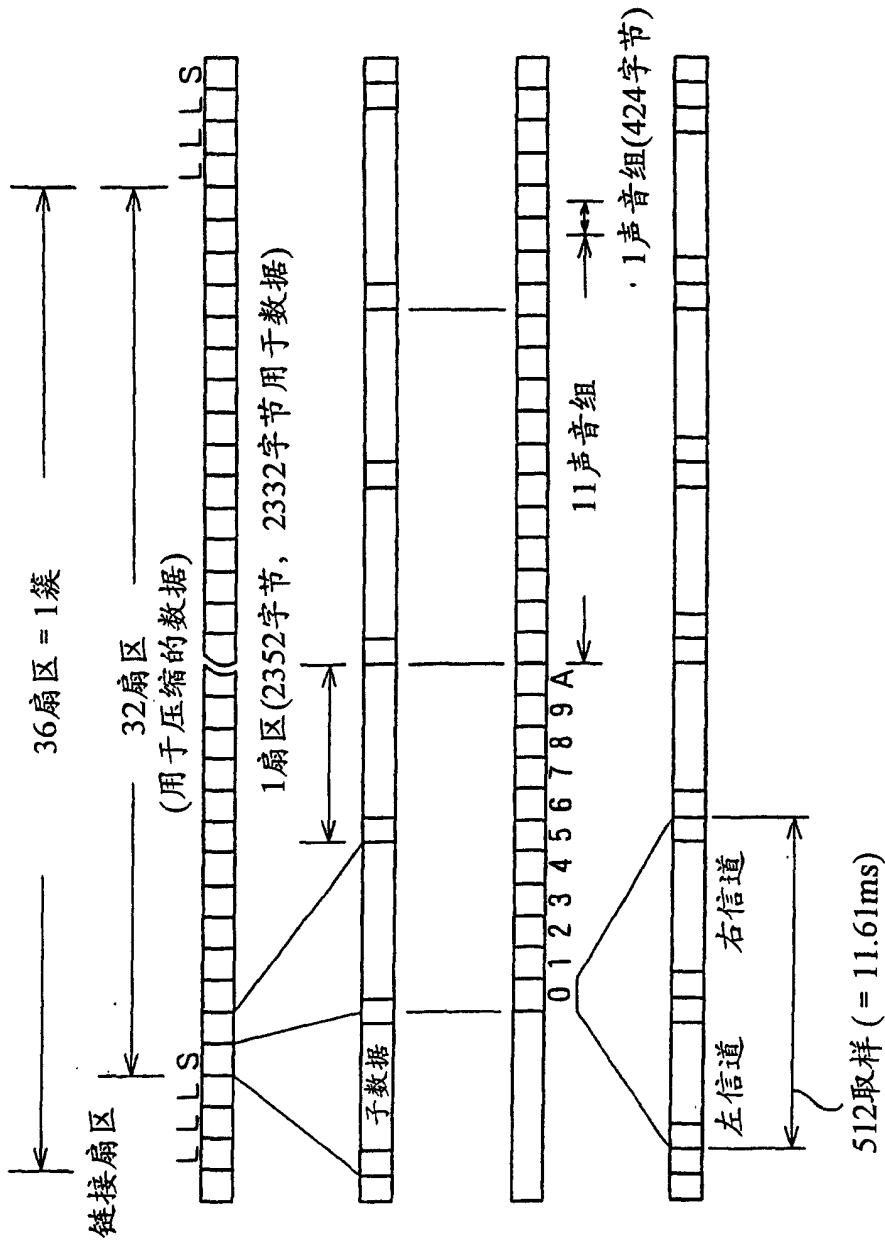 36扇区 = 1簇
链接扇区
32扇区
(用于压缩的数据)
L L L S
L L L S
1扇区(2352字节，2332字节用于数据)
子数据
0 1 2 3 4 5 6 7 8 9 A
11声音组
1声音组(424字节)
左信道
右信道
512取样 ( = 11.61ms)